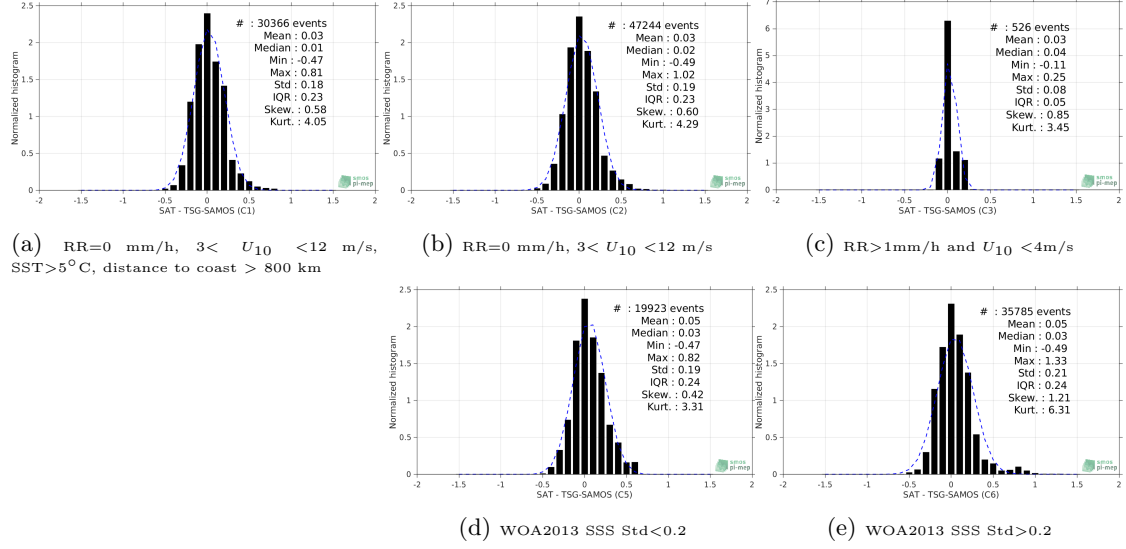 # : 30366 events
Mean : 0.03
Median : 0.01
Min : -0.47
Max : 0.81
Std : 0.18
IQR : 0.23
Skew. : 0.58
Kurt. : 4.05
Normalized histogram
2.5
2
1.5
1
0.5
0
-2 -1.5 -1 -0.5 0 0.5 1 1.5 2
SAT - TSG-SAMOS (C1)
smos
pi-mep
(a) RR=0 mm/h, 3< U10 <12 m/s,
SST>5°C, distance to coast > 800 km
# : 47244 events
Mean : 0.03
Median : 0.02
Min : -0.49
Max : 1.02
Std : 0.19
IQR : 0.23
Skew. : 0.60
Kurt. : 4.29
Normalized histogram
2.5
2
1.5
1
0.5
0
-2 -1.5 -1 -0.5 0 0.5 1 1.5 2
SAT - TSG-SAMOS (C2)
smos
pi-mep
(b) RR=0 mm/h, 3< U10 <12 m/s
# : 526 events
Mean : 0.03
Median : 0.04
Min : -0.11
Max : 0.25
Std : 0.08
IQR : 0.05
Skew. : 0.85
Kurt. : 3.45
Normalized histogram
7
6
5
4
3
2
1
0
-2 -1.5 -1 -0.5 0 0.5 1 1.5 2
SAT - TSG-SAMOS (C3)
smos
pi-mep
(c) RR>1mm/h and U10 <4m/s
# : 19923 events
Mean : 0.05
Median : 0.03
Min : -0.47
Max : 0.82
Std : 0.19
IQR : 0.24
Skew. : 0.42
Kurt. : 3.31
Normalized histogram
2.5
2
1.5
1
0.5
0
-2 -1.5 -1 -0.5 0 0.5 1 1.5 2
SAT - TSG-SAMOS (C5)
smos
pi-mep
(d) WOA2013 SSS Std<0.2
# : 35785 events
Mean : 0.05
Median : 0.03
Min : -0.49
Max : 1.33
Std : 0.21
IQR : 0.24
Skew. : 1.21
Kurt. : 6.31
Normalized histogram
2.5
2
1.5
1
0.5
0
-2 -1.5 -1 -0.5 0 0.5 1 1.5 2
SAT - TSG-SAMOS (C6)
smos
pi-mep
(e) WOA2013 SSS Std>0.2